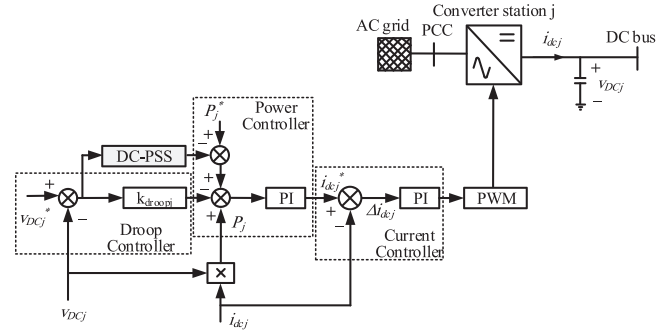 Converter station j
AC grid
PCC
=
i_dcj
DC bus
+
v_DCj
−
P_j^*
Power
Controller
+
−
DC-PSS
+
−
i_dcj^*
+
v_DCj^*
−
k_droopj
+
P_j
PI
+
−
Δi_dcj
PI
PWM
Droop
Controller
Current
Controller
×
v_DCj
i_dcj